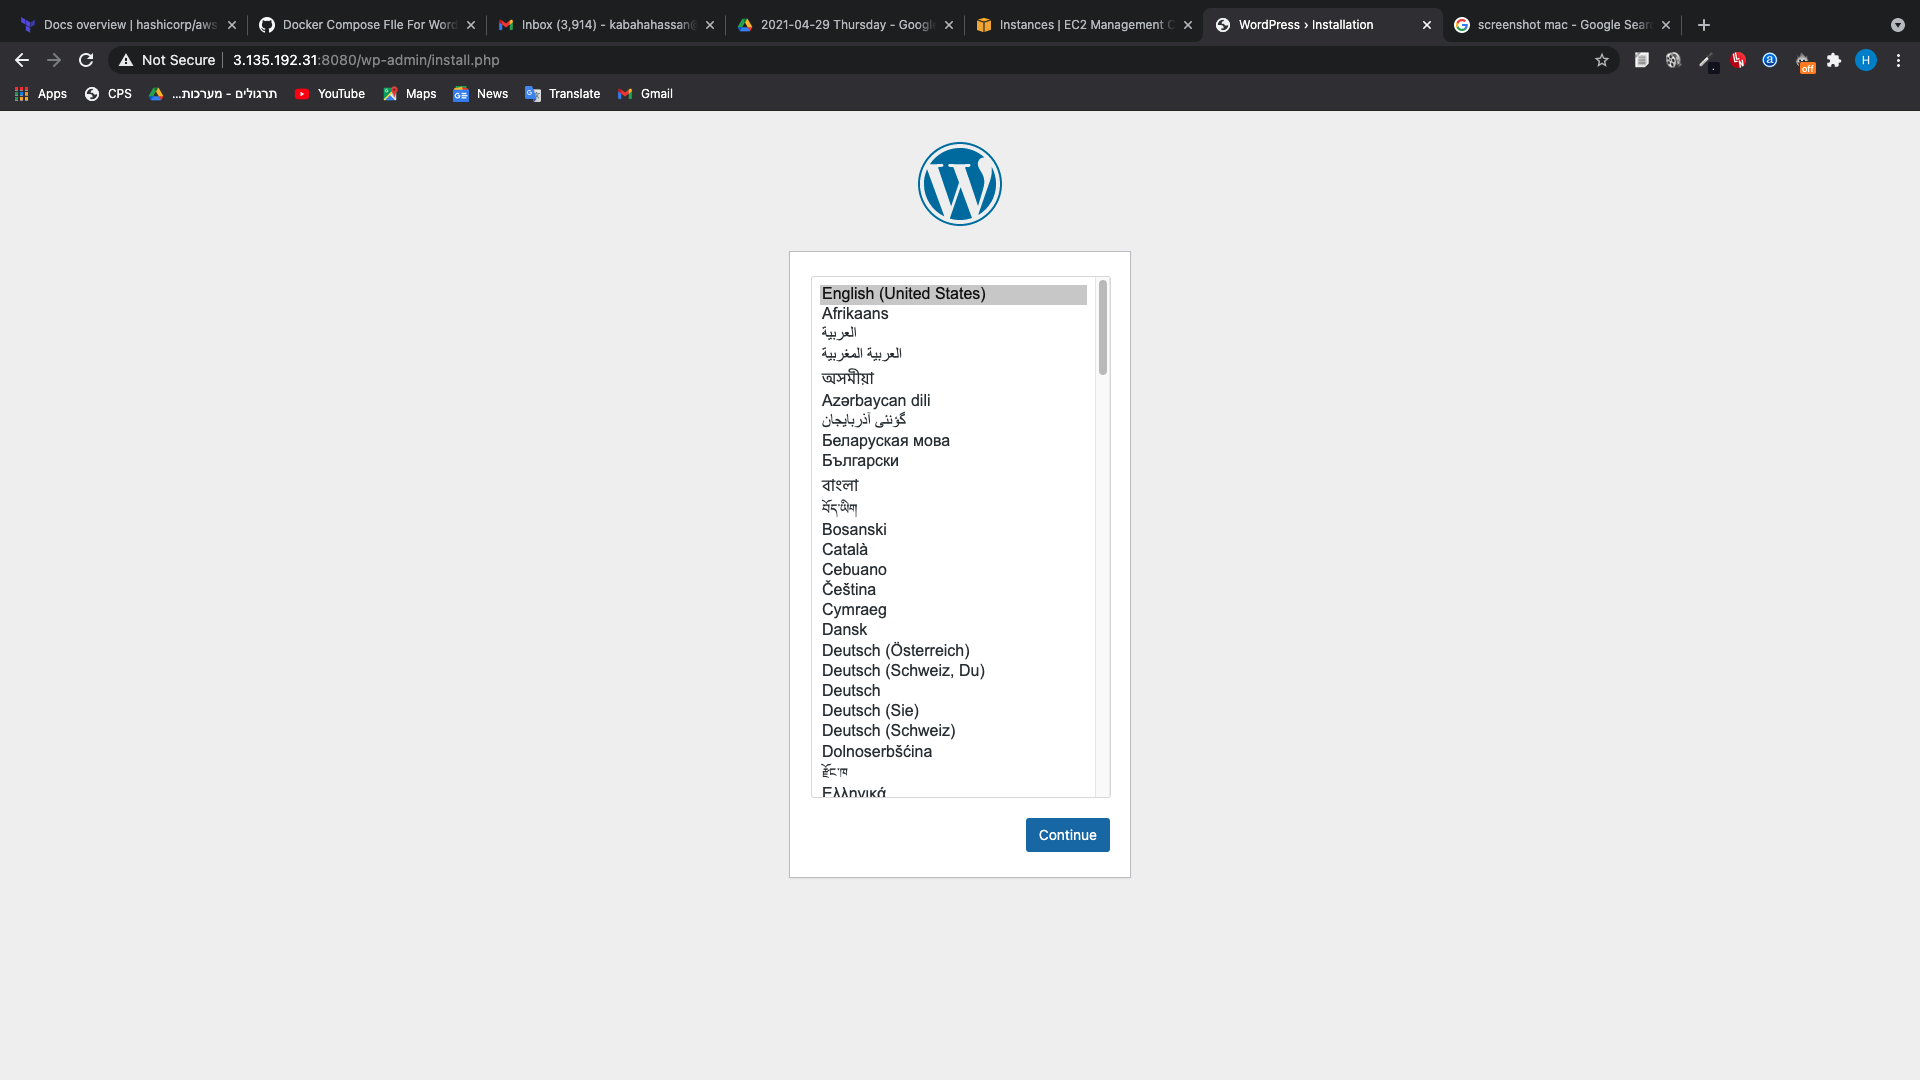 Docs overview | hashicorp/aws
Docker Compose FIle For Word
Inbox (3,914) - kabahahassan@
2021-04-29 Thursday - Google
Instances | EC2 Management C
WordPress › Installation
screenshot mac - Google Sear
Not Secure
3.135.192.31:8080/wp-admin/install.php
off
H
Apps
CPS
תרגולים - מערכות...
YouTube
Maps
News
Translate
Gmail
English (United States)
Afrikaans
العربية
العربية المغربية
অসমীয়া
Azərbaycan dili
گؤنئی آذربایجان
Беларуская мова
Български
বাংলা
བོད་ཡིག
Bosanski
Català
Cebuano
Čeština
Cymraeg
Dansk
Deutsch (Österreich)
Deutsch (Schweiz, Du)
Deutsch
Deutsch (Sie)
Deutsch (Schweiz)
Dolnoserbšćina
རྫོང་ཁ
Ελληνικά
Continue